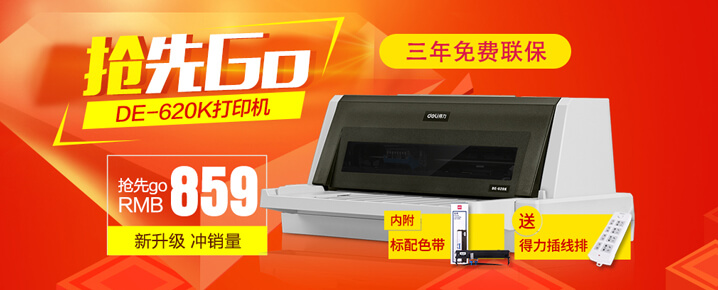 抢先Go
DE-620K打印机
三年免费联保
deli得力
DE-620K
抢先go
RMB 859
新升级 冲销量
内附
标配色带
送
得力插线排